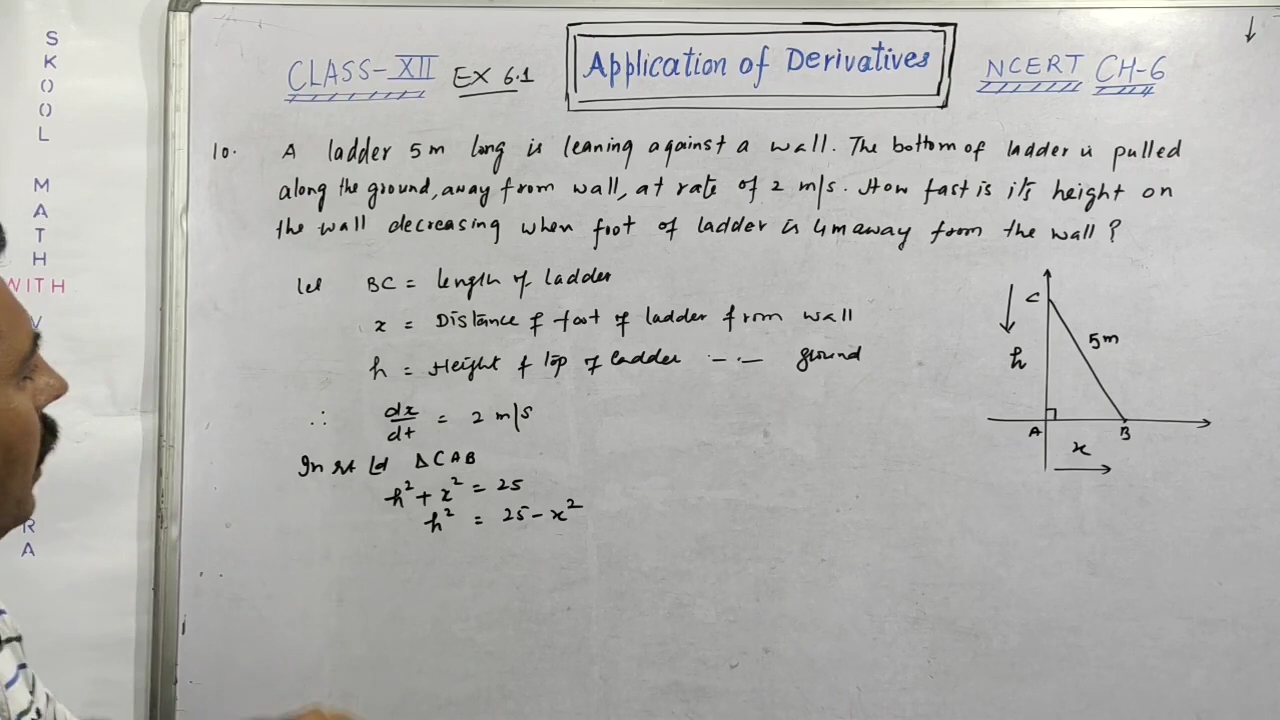 SKOOL MATH WITH
RA
CLASS-XII EX 6.1 Application of Derivatives NCERT CH-6
10. A ladder 5m long is leaning against a wall. The bottom of ladder is pulled
along the ground, away from wall, at rate of 2 m/s. How fast is its height on
the wall decreasing when foot of ladder is 4m away from the wall?
let BC = length of ladder
x = Distance of foot of ladder from wall
h = Height of top of ladder -·- ground
∴ dx/dt = 2 m/s
In rt ∠d ΔCAB
h² + x² = 25
h² = 25 - x²
C
h
5m
A
B
x